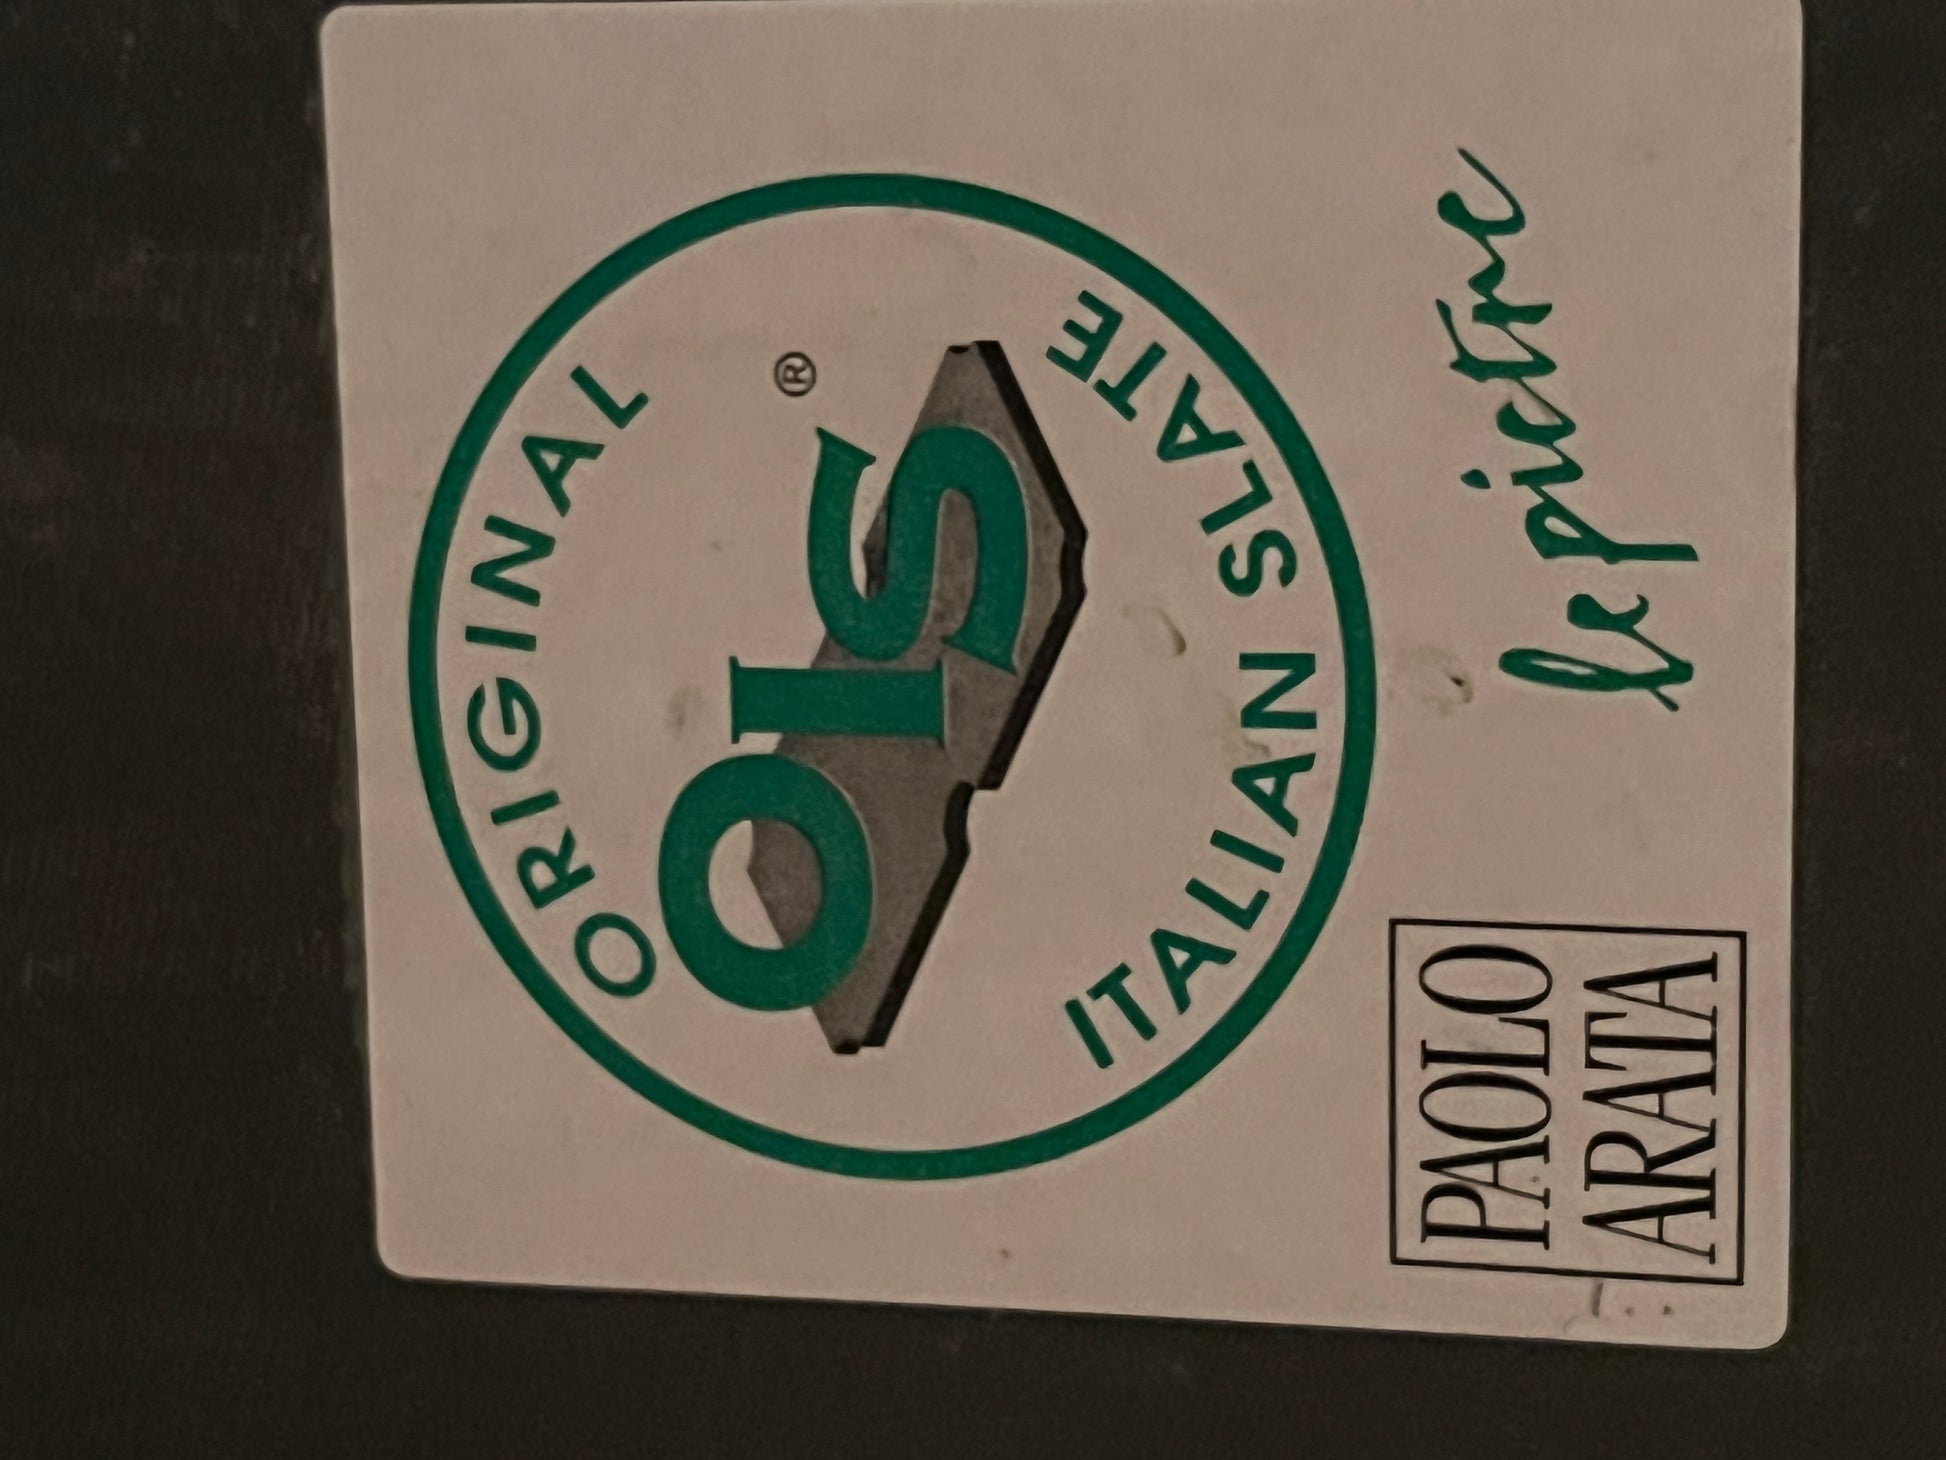 ORIGINAL
OIS®
ITALIAN SLATE
PAOLO
ARATA
le pietre